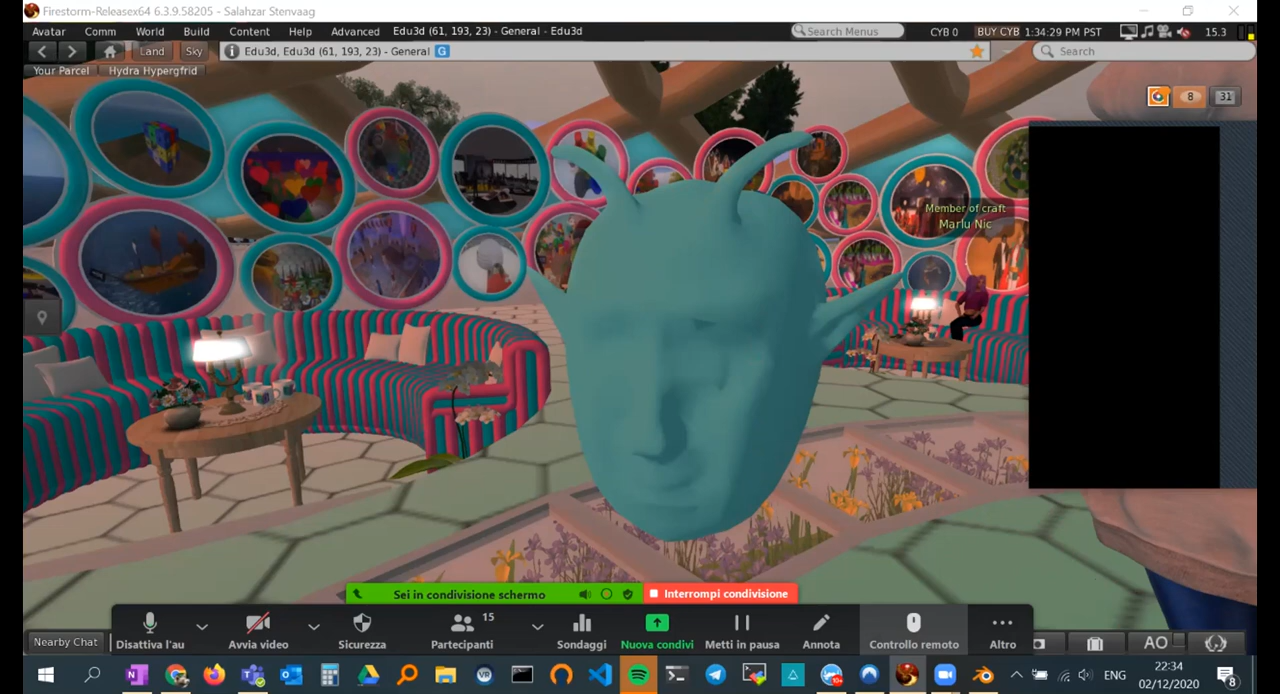 Firestorm-Releasex64 6.3.9.58205 - Salahzar Stenvaag
Avatar Comm World Build Content Help Advanced Edu3d (61, 193, 23) - General - Edu3d Search Menus CYB 0 BUY CYB 1:34:29 PM PST 15.3
Land Sky Edu3d, Edu3d (61, 193, 23) - General G Search
Your Parcel Hydra Hypergfrid
8 31
Member of craft
Marlu Nic
Sei in condivisione schermo Interrompi condivisione
15
Disattiva l'au Avvia video Sicurezza Partecipanti Sondaggi Nuova condivi Metti in pausa Annota Controllo remoto Altro
Nearby Chat AO
ENG 22:34
02/12/2020 8